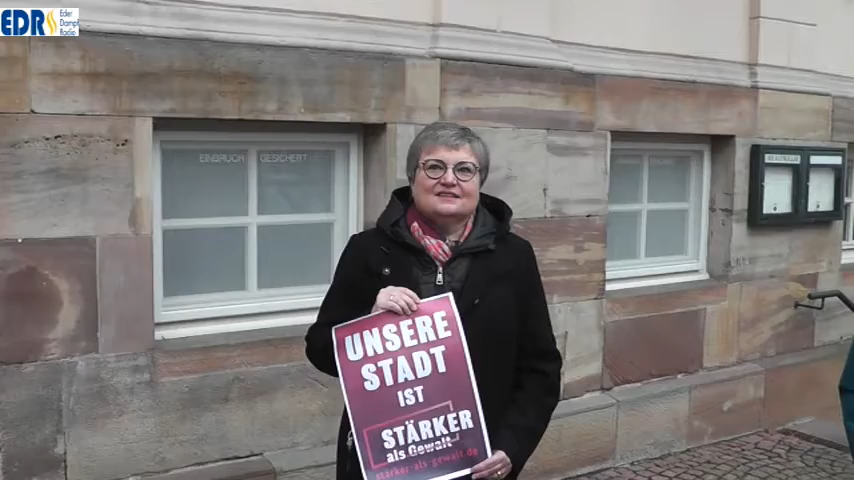 EDR
Eder
Dampf
Radio
EINBRUCH GESICHERT
UNSERE
STADT
IST
STÄRKER
als Gewalt
stärker-als-gewalt.de